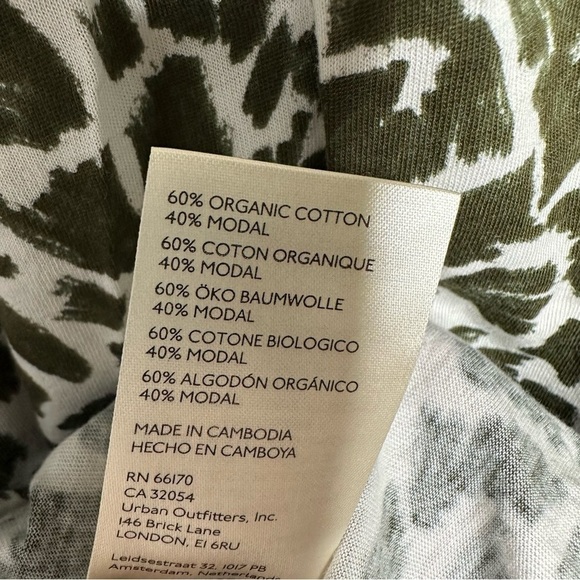 60% ORGANIC COTTON
40% MODAL
60% COTON ORGANIQUE
40% MODAL
60% ÖKO BAUMWOLLE
40% MODAL
60% COTONE BIOLOGICO
40% MODAL
60% ALGODÓN ORGÁNICO
40% MODAL
MADE IN CAMBODIA
HECHO EN CAMBOYA
RN 66170
CA 32054
Urban Outfitters, Inc.
146 Brick Lane
LONDON, E1 6RU
Leidsestraat 32, 1017 PB
Amsterdam, Netherlands